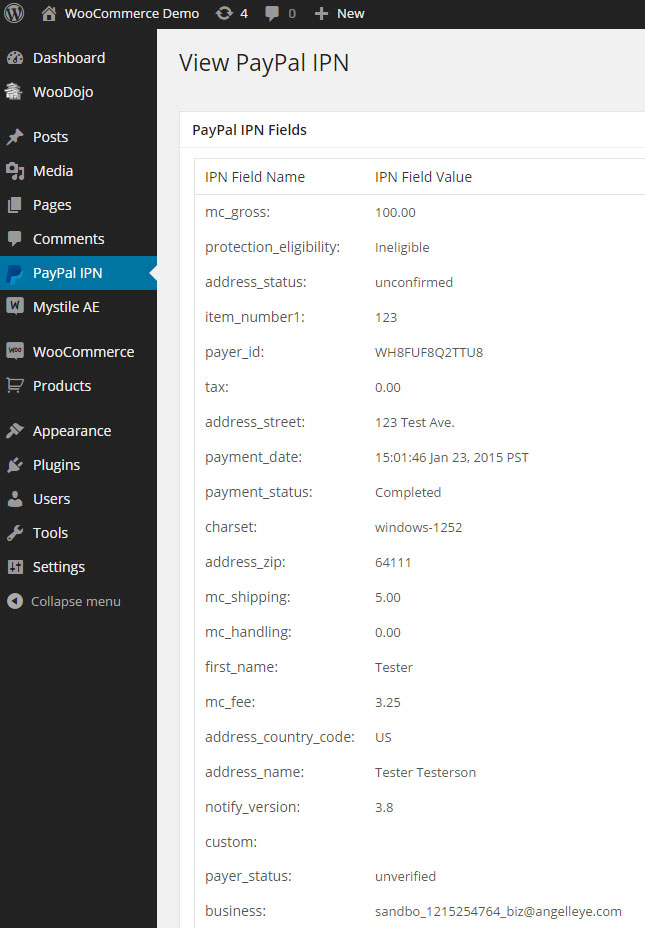 WooCommerce Demo 4 0 New
Dashboard
WooDojo
Posts
Media
Pages
Comments
PayPal IPN
Mystile AE
WooCommerce
Products
Appearance
Plugins
Users
Tools
Settings
Collapse menu
View PayPal IPN
PayPal IPN Fields
IPN Field Name IPN Field Value
mc_gross: 100.00
protection_eligibility: Ineligible
address_status: unconfirmed
item_number1: 123
payer_id: WH8FUF8Q2TTU8
tax: 0.00
address_street: 123 Test Ave.
payment_date: 15:01:46 Jan 23, 2015 PST
payment_status: Completed
charset: windows-1252
address_zip: 64111
mc_shipping: 5.00
mc_handling: 0.00
first_name: Tester
mc_fee: 3.25
address_country_code: US
address_name: Tester Testerson
notify_version: 3.8
custom:
payer_status: unverified
business: sandbo_1215254764_biz@angelleye.com